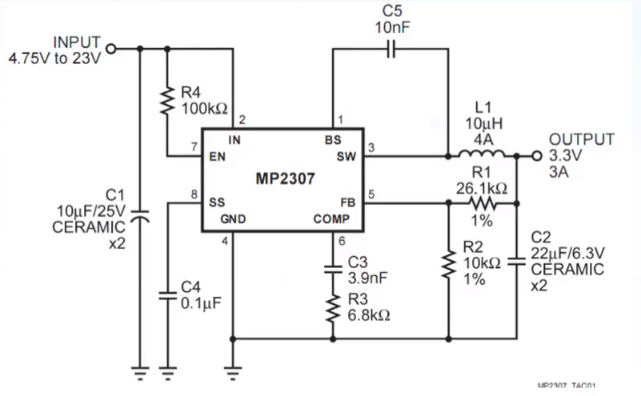 C5
10nF
INPUT
4.75V to 23V
R4
100kΩ
2
1
IN
BS
L1
10µH
4A
OUTPUT
3.3V
3A
7
EN
SW
3
MP2307
R1
26.1kΩ
1%
8
SS
FB
5
C1
10µF/25V
CERAMIC
x2
GND
COMP
4
6
R2
10kΩ
1%
C2
22µF/6.3V
CERAMIC
x2
C3
3.9nF
C4
0.1µF
R3
6.8kΩ
MP2307_TAC01